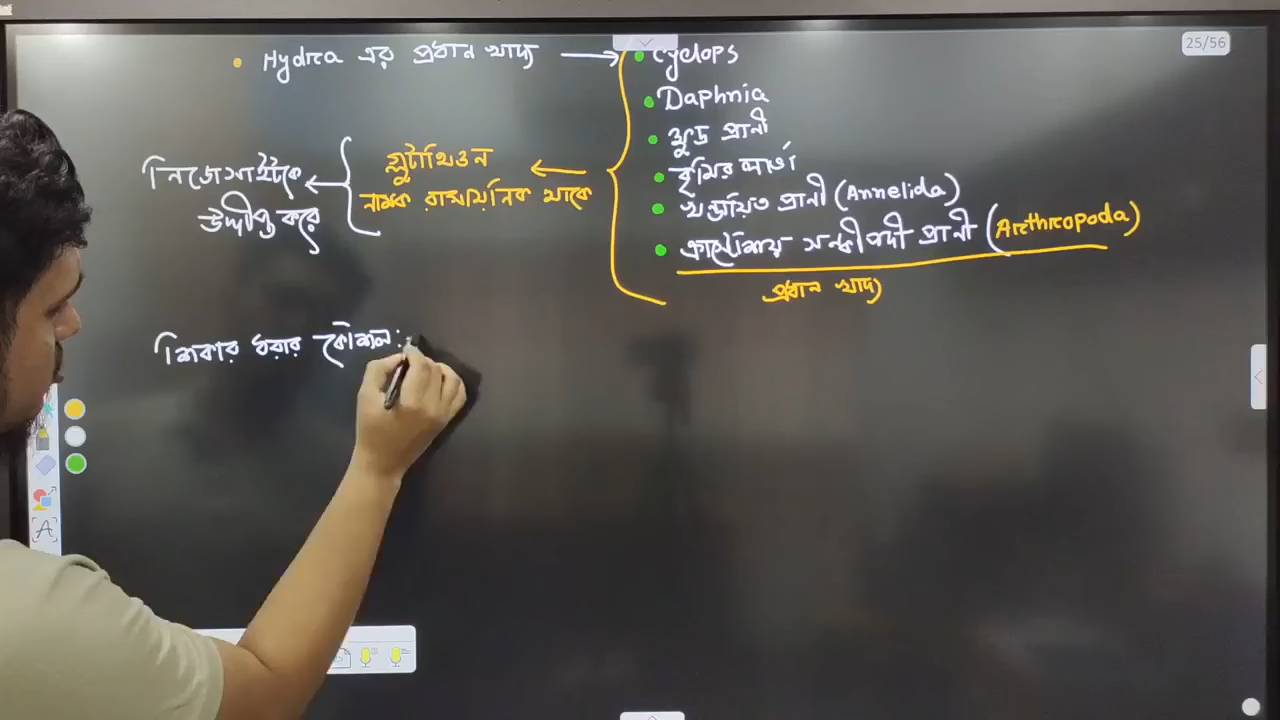 25/56
• Hydra এর প্রধান খাদ্য →
• Cyclops
• Daphnia
• ক্ষুদ্র প্রাণী
• কৃমির লার্ভা
• খন্ডায়িত প্রাণী (Annelida)
• ক্রাস্টেশিয় সন্ধীপদী প্রাণী (Arthropoda)
প্রধান খাদ্য
← গ্লুটাথিওন
নামক রাসায়নিক থাকে
← নিজেসাইটকে
উদ্দীপ্ত করে
শিকার ধরার কৌশল:
A